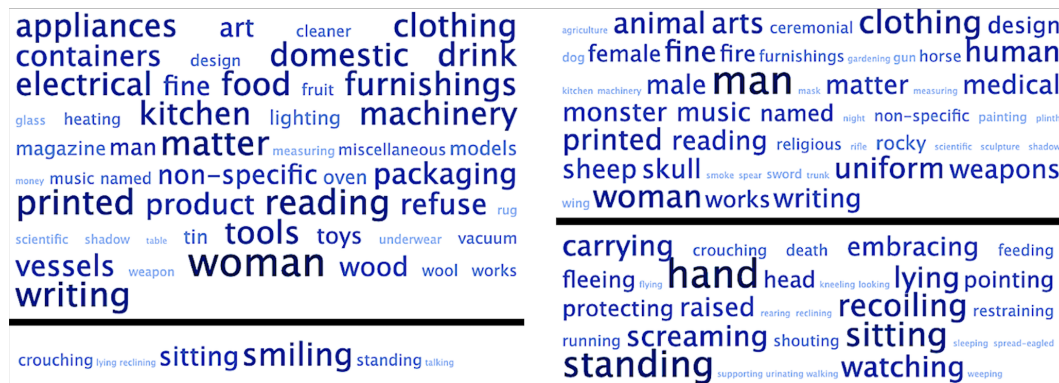 appliances art cleaner clothing
containers design domestic drink
electrical fine food fruit furnishings
glass heating kitchen lighting machinery
magazine man matter measuring miscellaneous models
money music named non-specific oven packaging
printed product reading refuse rug
scientific shadow table tin tools toys underwear vacuum
vessels weapon woman wood wool works
writing
crouching lying reclining sitting smiling standing talking
agriculture animal arts ceremonial clothing design
dog female fine fire furnishings gardening gun horse human
kitchen machinery male man mask matter measuring medical
monster music named night non-specific painting plinth
printed reading religious rifle rocky scientific sculpture shadow
sheep skull smoke spear sword trunk uniform weapons
wing woman works writing
carrying crouching death embracing feeding
fleeing flying hand head kneeling looking lying pointing
protecting raised rearing reclining recoiling restraining
running screaming shouting sitting sleeping spread-eagled
standing supporting urinating walking watching weeping